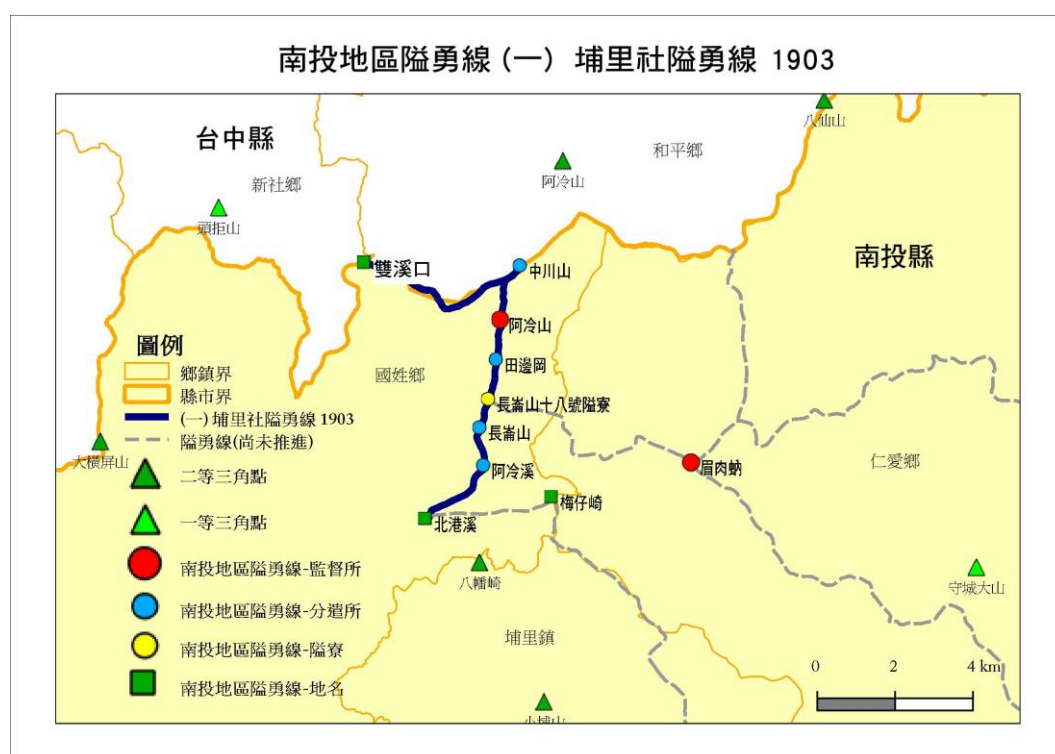 南投地區隘勇線(一) 埔里社隘勇線 1903
八仙山
台中縣
和平鄉
阿冷山
新社鄉
頭拒山
南投縣
雙溪口
中川山
阿冷山
圖例
田邊岡
鄉鎮界
國姓鄉
縣市界
長崙山十八號隘寮
(一)埔里社隘勇線 1903
長崙山
隘勇線(尚未推進)
大橫屏山
二等三角點
阿冷溪
眉肉蚋
仁愛鄉
梅仔崎
北港溪
一等三角點
南投地區隘勇線-監督所
八幡崎
守城大山
南投地區隘勇線-分遣所
埔里鎮
南投地區隘勇線-隘寮
0 2 4 km
南投地區隘勇線-地名
小埔山